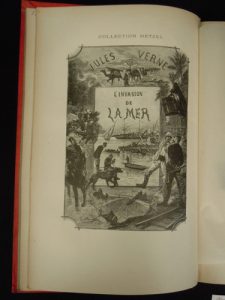 COLLECTION HETZEL
JULES VERNE
L'INVASION
DE
LA MER